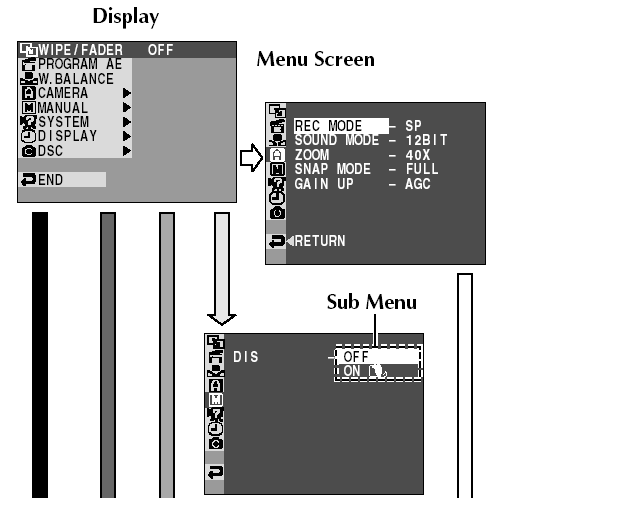 Display
WIPE / FADER OFF
PROGRAM AE
W. BALANCE
CAMERA
MANUAL
SYSTEM
DISPLAY
DSC
END
Menu Screen
REC MODE – SP
SOUND MODE – 12BIT
ZOOM – 40X
SNAP MODE – FULL
GAIN UP – AGC
RETURN
Sub Menu
DIS – OFF
ON